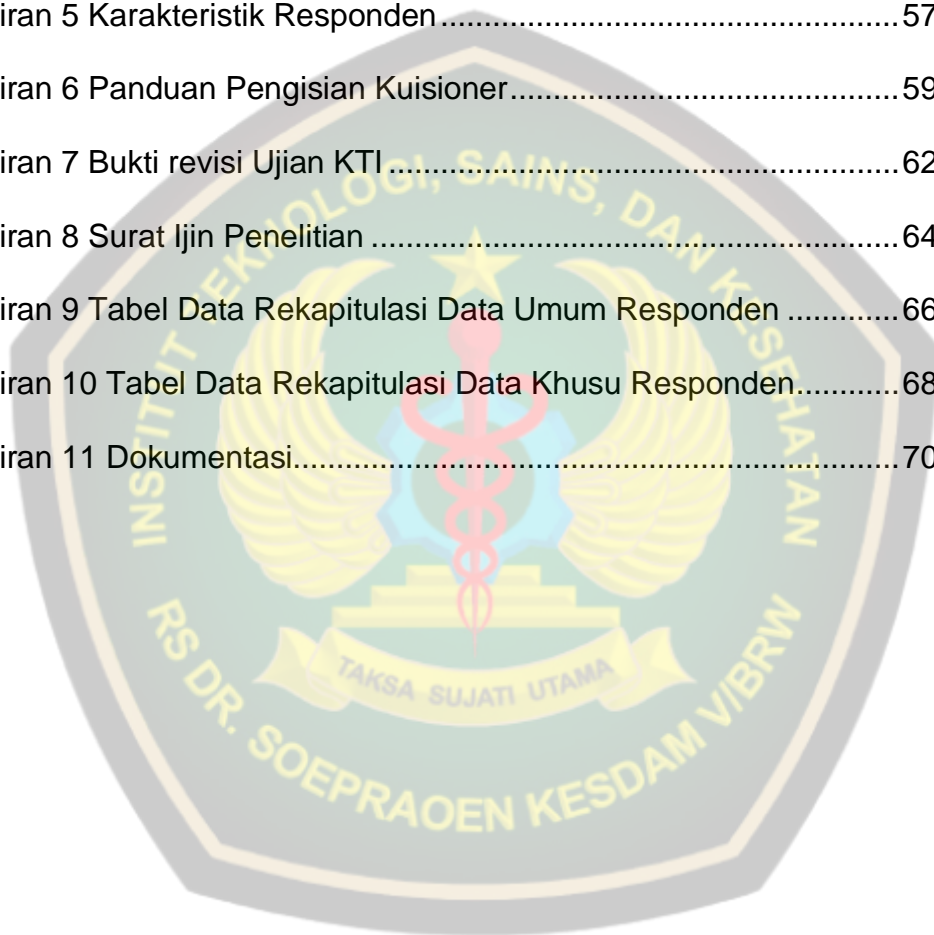 iran 5 Karakteristik Responden.....................................................57
iran 6 Panduan Pengisian Kuisioner.............................................59
iran 7 Bukti revisi Ujian KTI...........................................................62
iran 8 Surat Ijin Penelitian .............................................................64
iran 9 Tabel Data Rekapitulasi Data Umum Responden .............66
iran 10 Tabel Data Rekapitulasi Data Khusu Responden............68
iran 11 Dokumentasi......................................................................70
INSTITUT TEKNOLOGI, SAINS, DAN KESEHATAN
TAKSA SUJATI UTAMA
RS DR. SOEPRAOEN KESDAM V/BRW